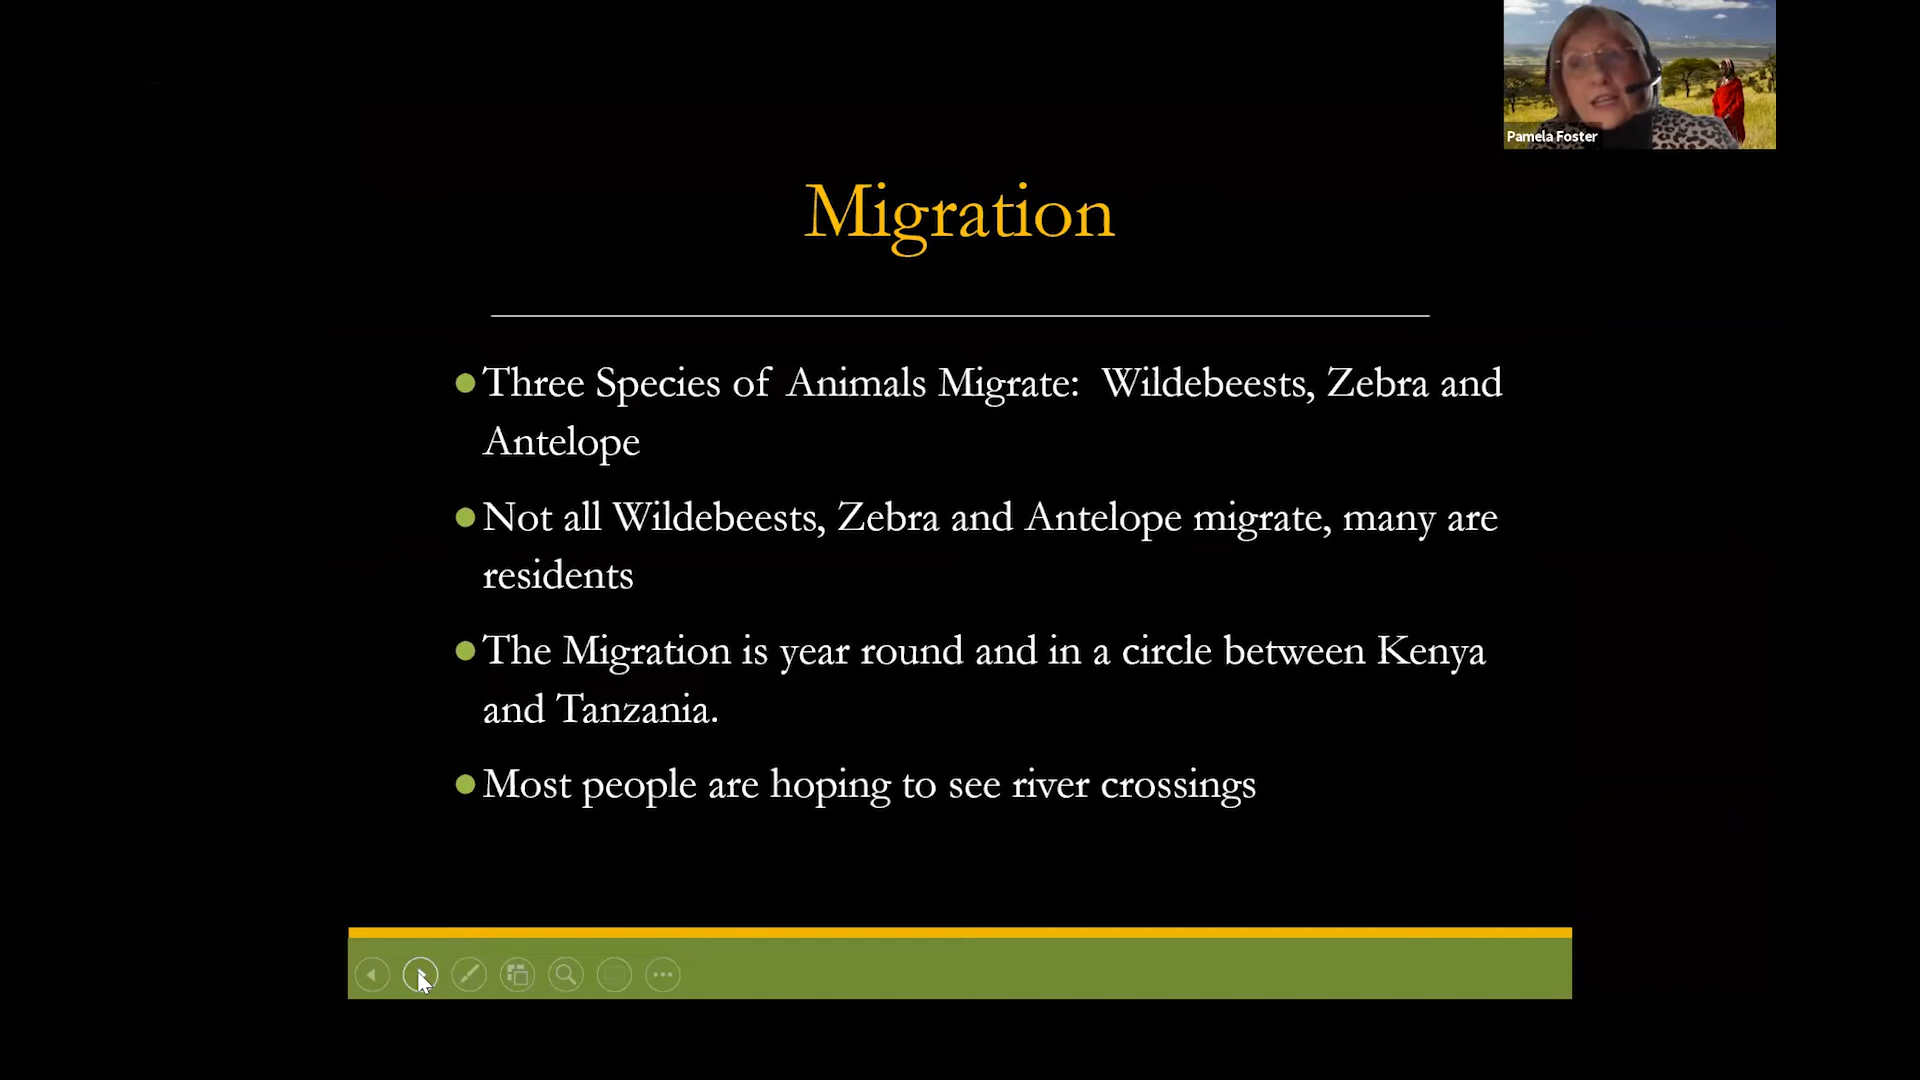 Pamela Foster
Migration
Three Species of Animals Migrate: Wildebeests, Zebra and
Antelope
Not all Wildebeests, Zebra and Antelope migrate, many are
residents
The Migration is year round and in a circle between Kenya
and Tanzania.
Most people are hoping to see river crossings